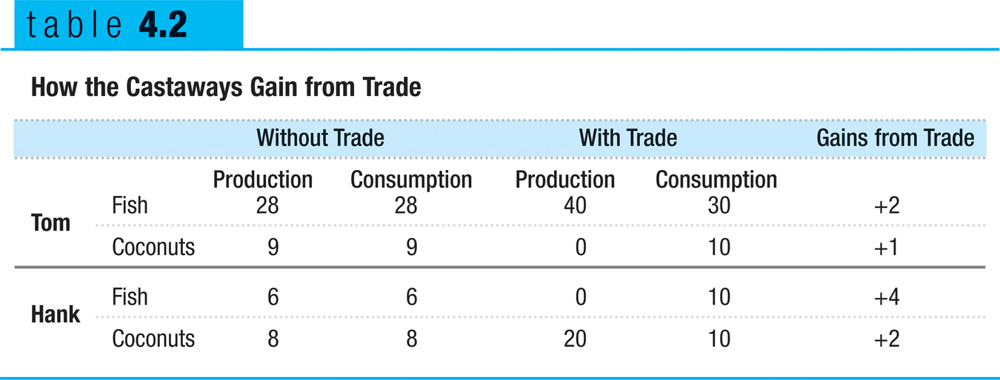 table 4.2
How the Castaways Gain from Trade
Without Trade With Trade Gains from Trade
Production Consumption Production Consumption
Fish 28 28 40 30 +2
Tom
Coconuts 9 9 0 10 +1
Fish 6 6 0 10 +4
Hank
Coconuts 8 8 20 10 +2